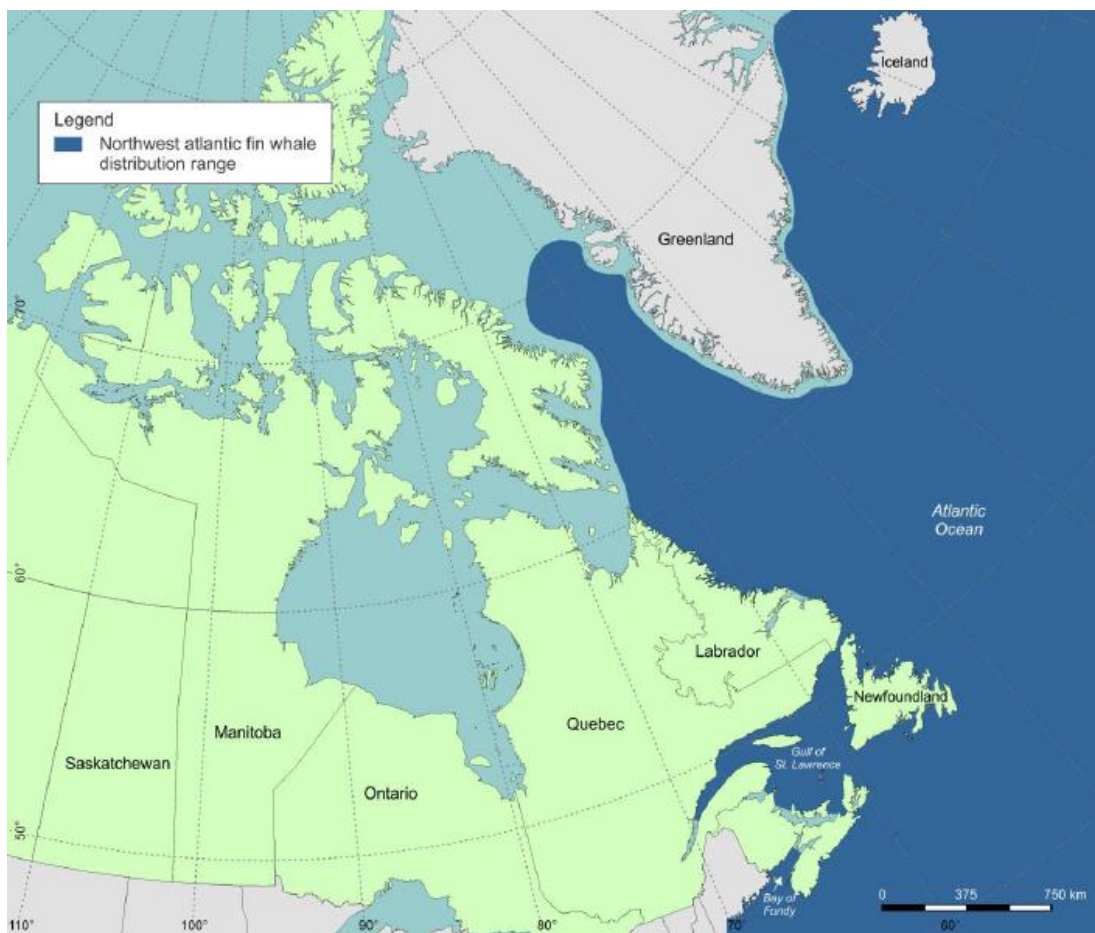 Legend
Northwest atlantic fin whale
distribution range
Iceland
Greenland
Atlantic
Ocean
Labrador
Newfoundland
Quebec
Gulf of
St. Lawrence
Manitoba
Saskatchewan
Ontario
Bay of
Fundy
0 375 750 km
70°
60°
50°
110°
100°
90°
80°
70°
60°